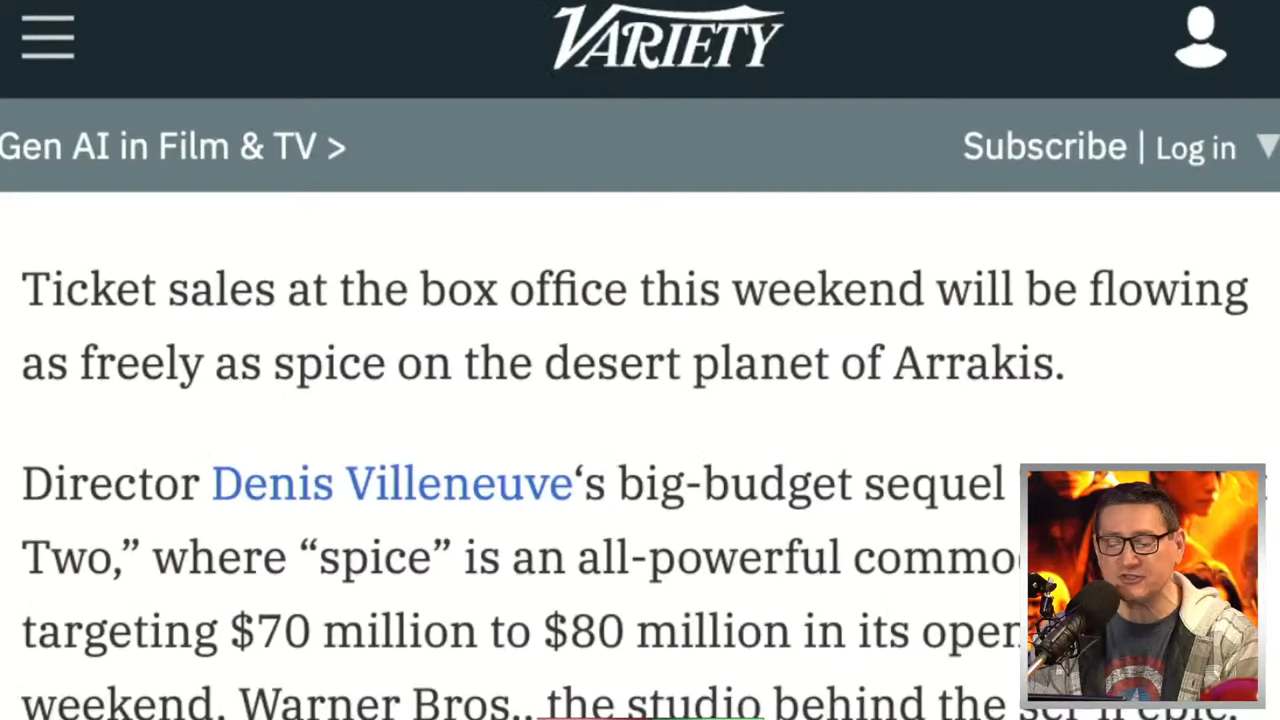 VARIETY
Gen AI in Film & TV >
Subscribe | Log in ▼
Ticket sales at the box office this weekend will be flowing
as freely as spice on the desert planet of Arrakis.
Director Denis Villeneuve‘s big-budget sequel
Two,” where “spice” is an all-powerful commo
targeting $70 million to $80 million in its open
weekend. Warner Bros., the studio behind the sci-fi epic,